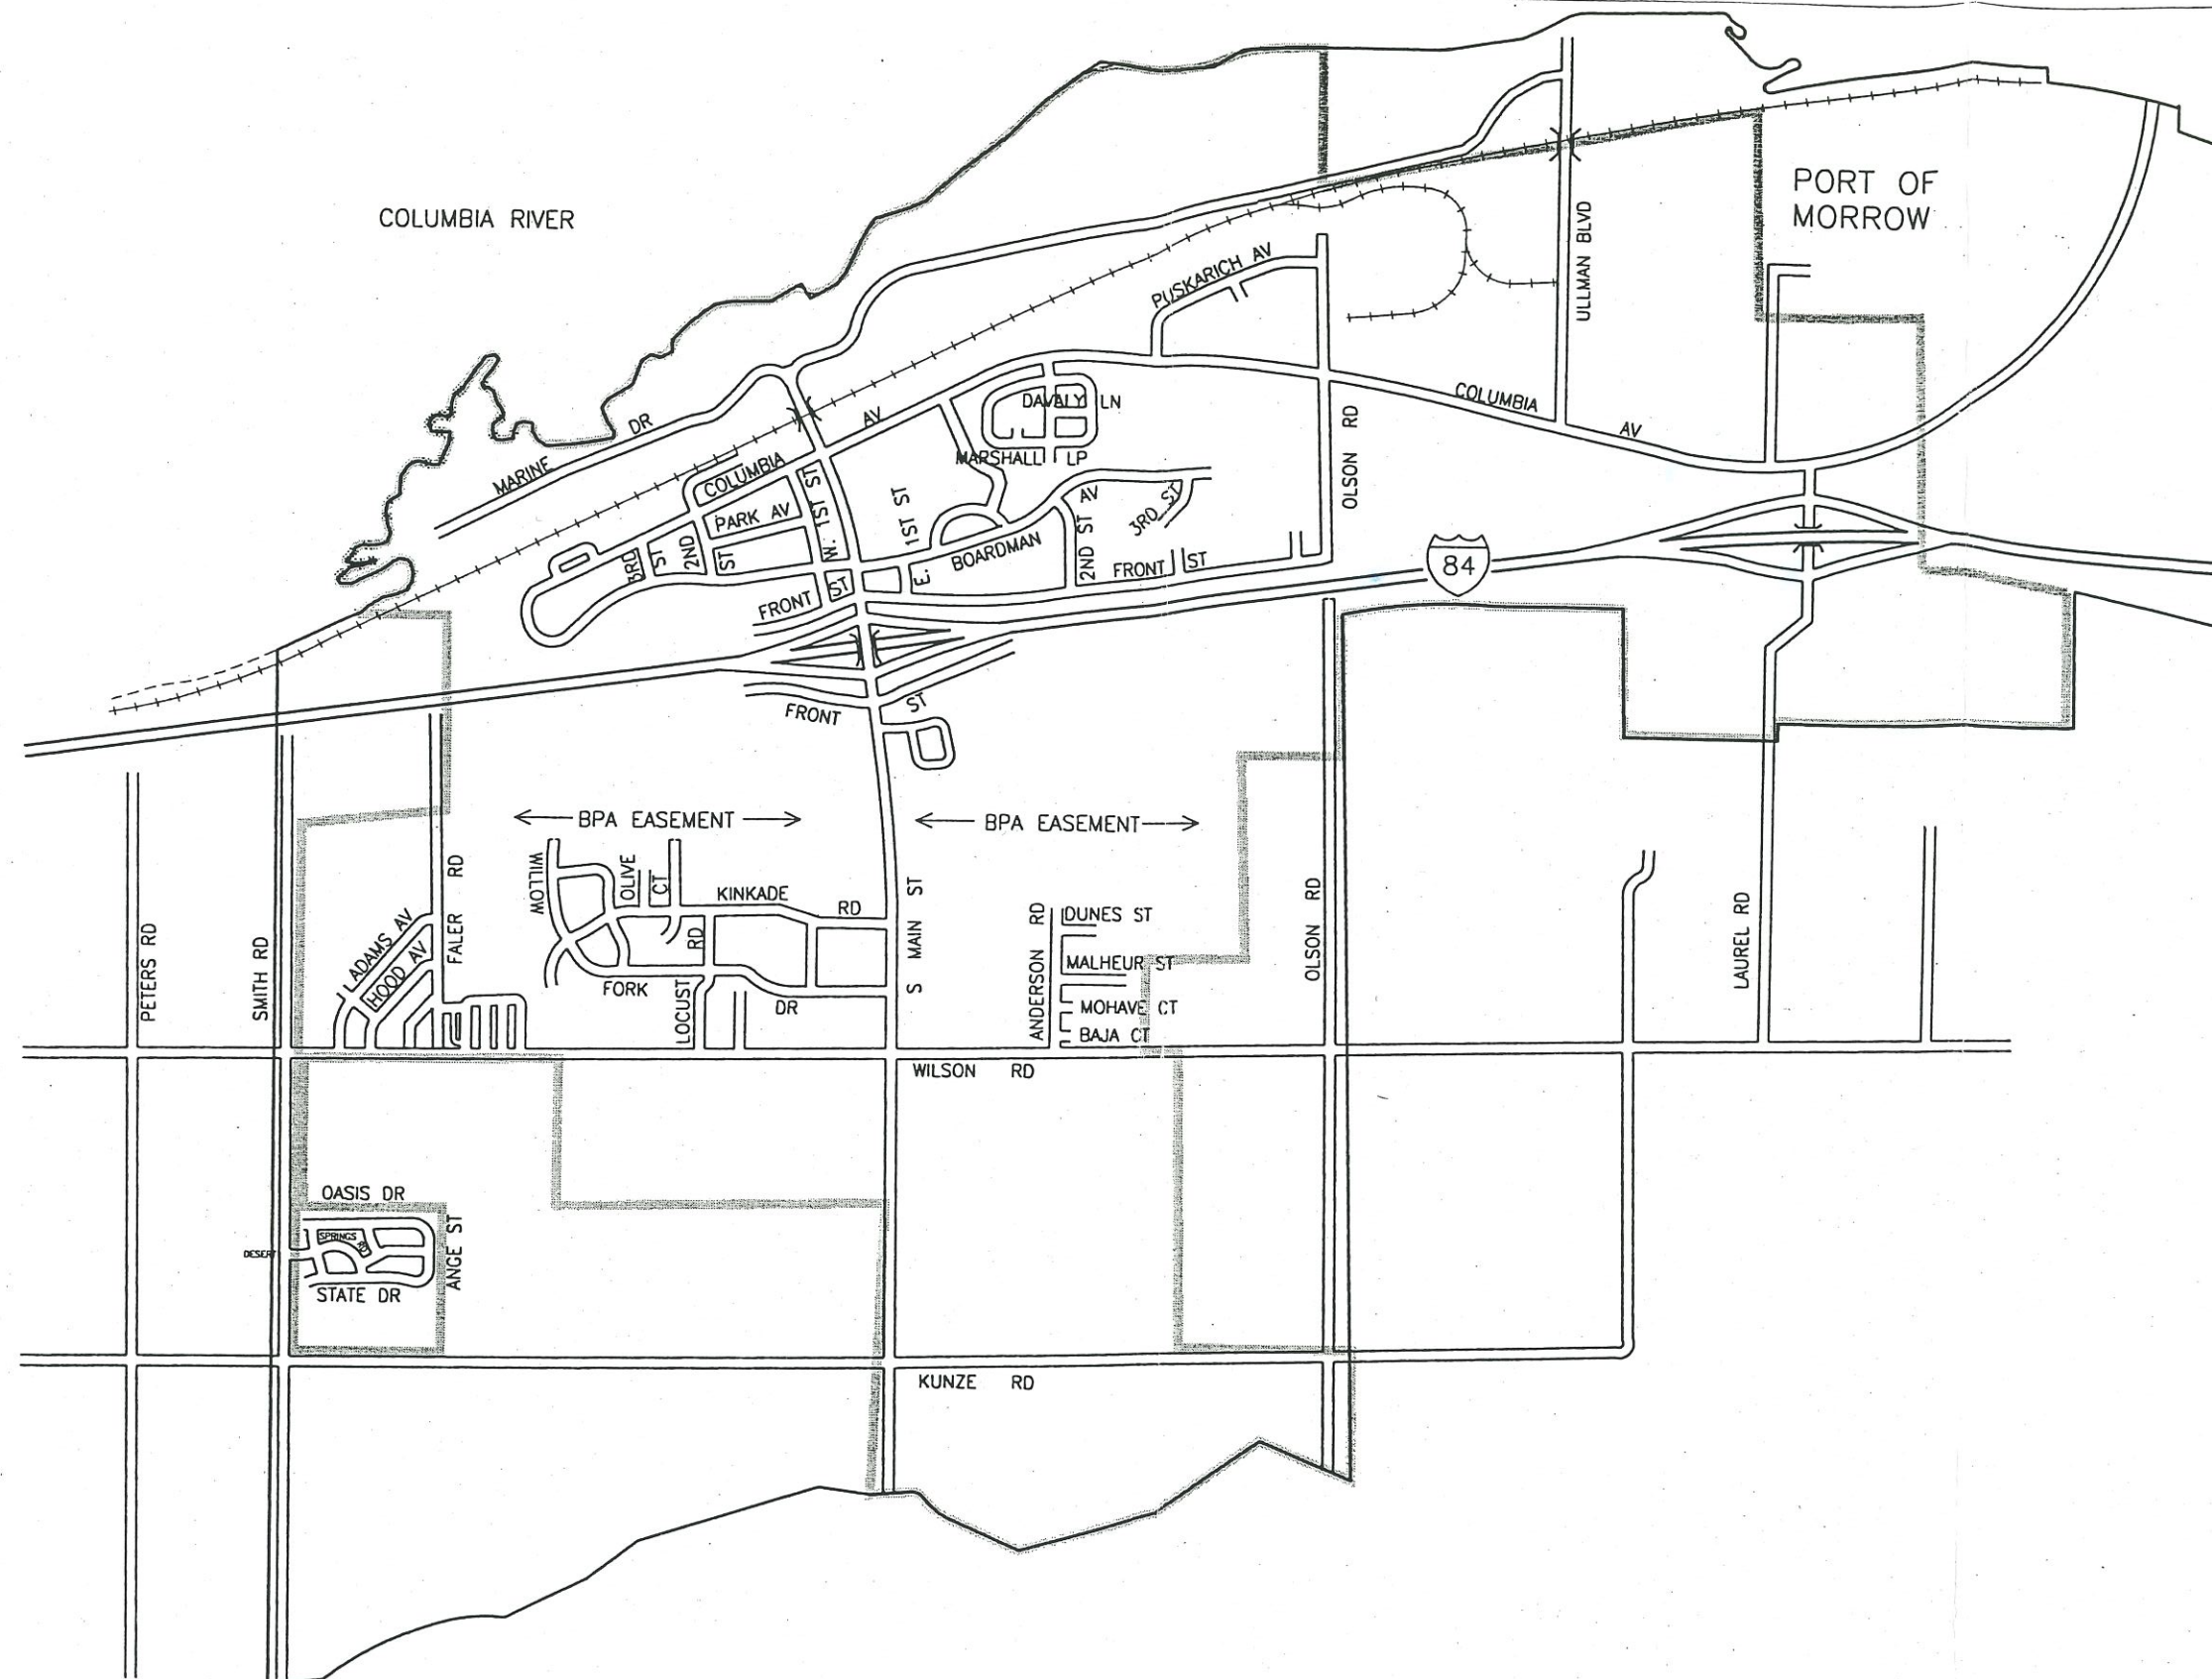 PORT OF
MORROW
COLUMBIA RIVER
ULLMAN BLVD
PUSKARICH AV
COLUMBIA
AV
OLSON RD
DAVALY LN
MARSHALL LP
AV
MARINE DR
COLUMBIA
PARK AV
W. 1ST ST
E. 1ST ST
BOARDMAN AV
2ND ST
3RD ST
3RD ST
2ND ST
FRONT ST
FRONT ST
84
FRONT ST
BPA EASEMENT
BPA EASEMENT
WILLOW
OLIVE CT
KINKADE RD
FORK DR
LOCUST RD
S MAIN ST
ADAMS AV
HOOD AV
FALER RD
PETERS RD
SMITH RD
ANDERSON RD
DUNES ST
MALHEUR ST
MOHAVE CT
BAJA CT
OLSON RD
LAUREL RD
WILSON RD
OASIS DR
SPRINGS
DESERT
ANGE ST
STATE DR
KUNZE RD